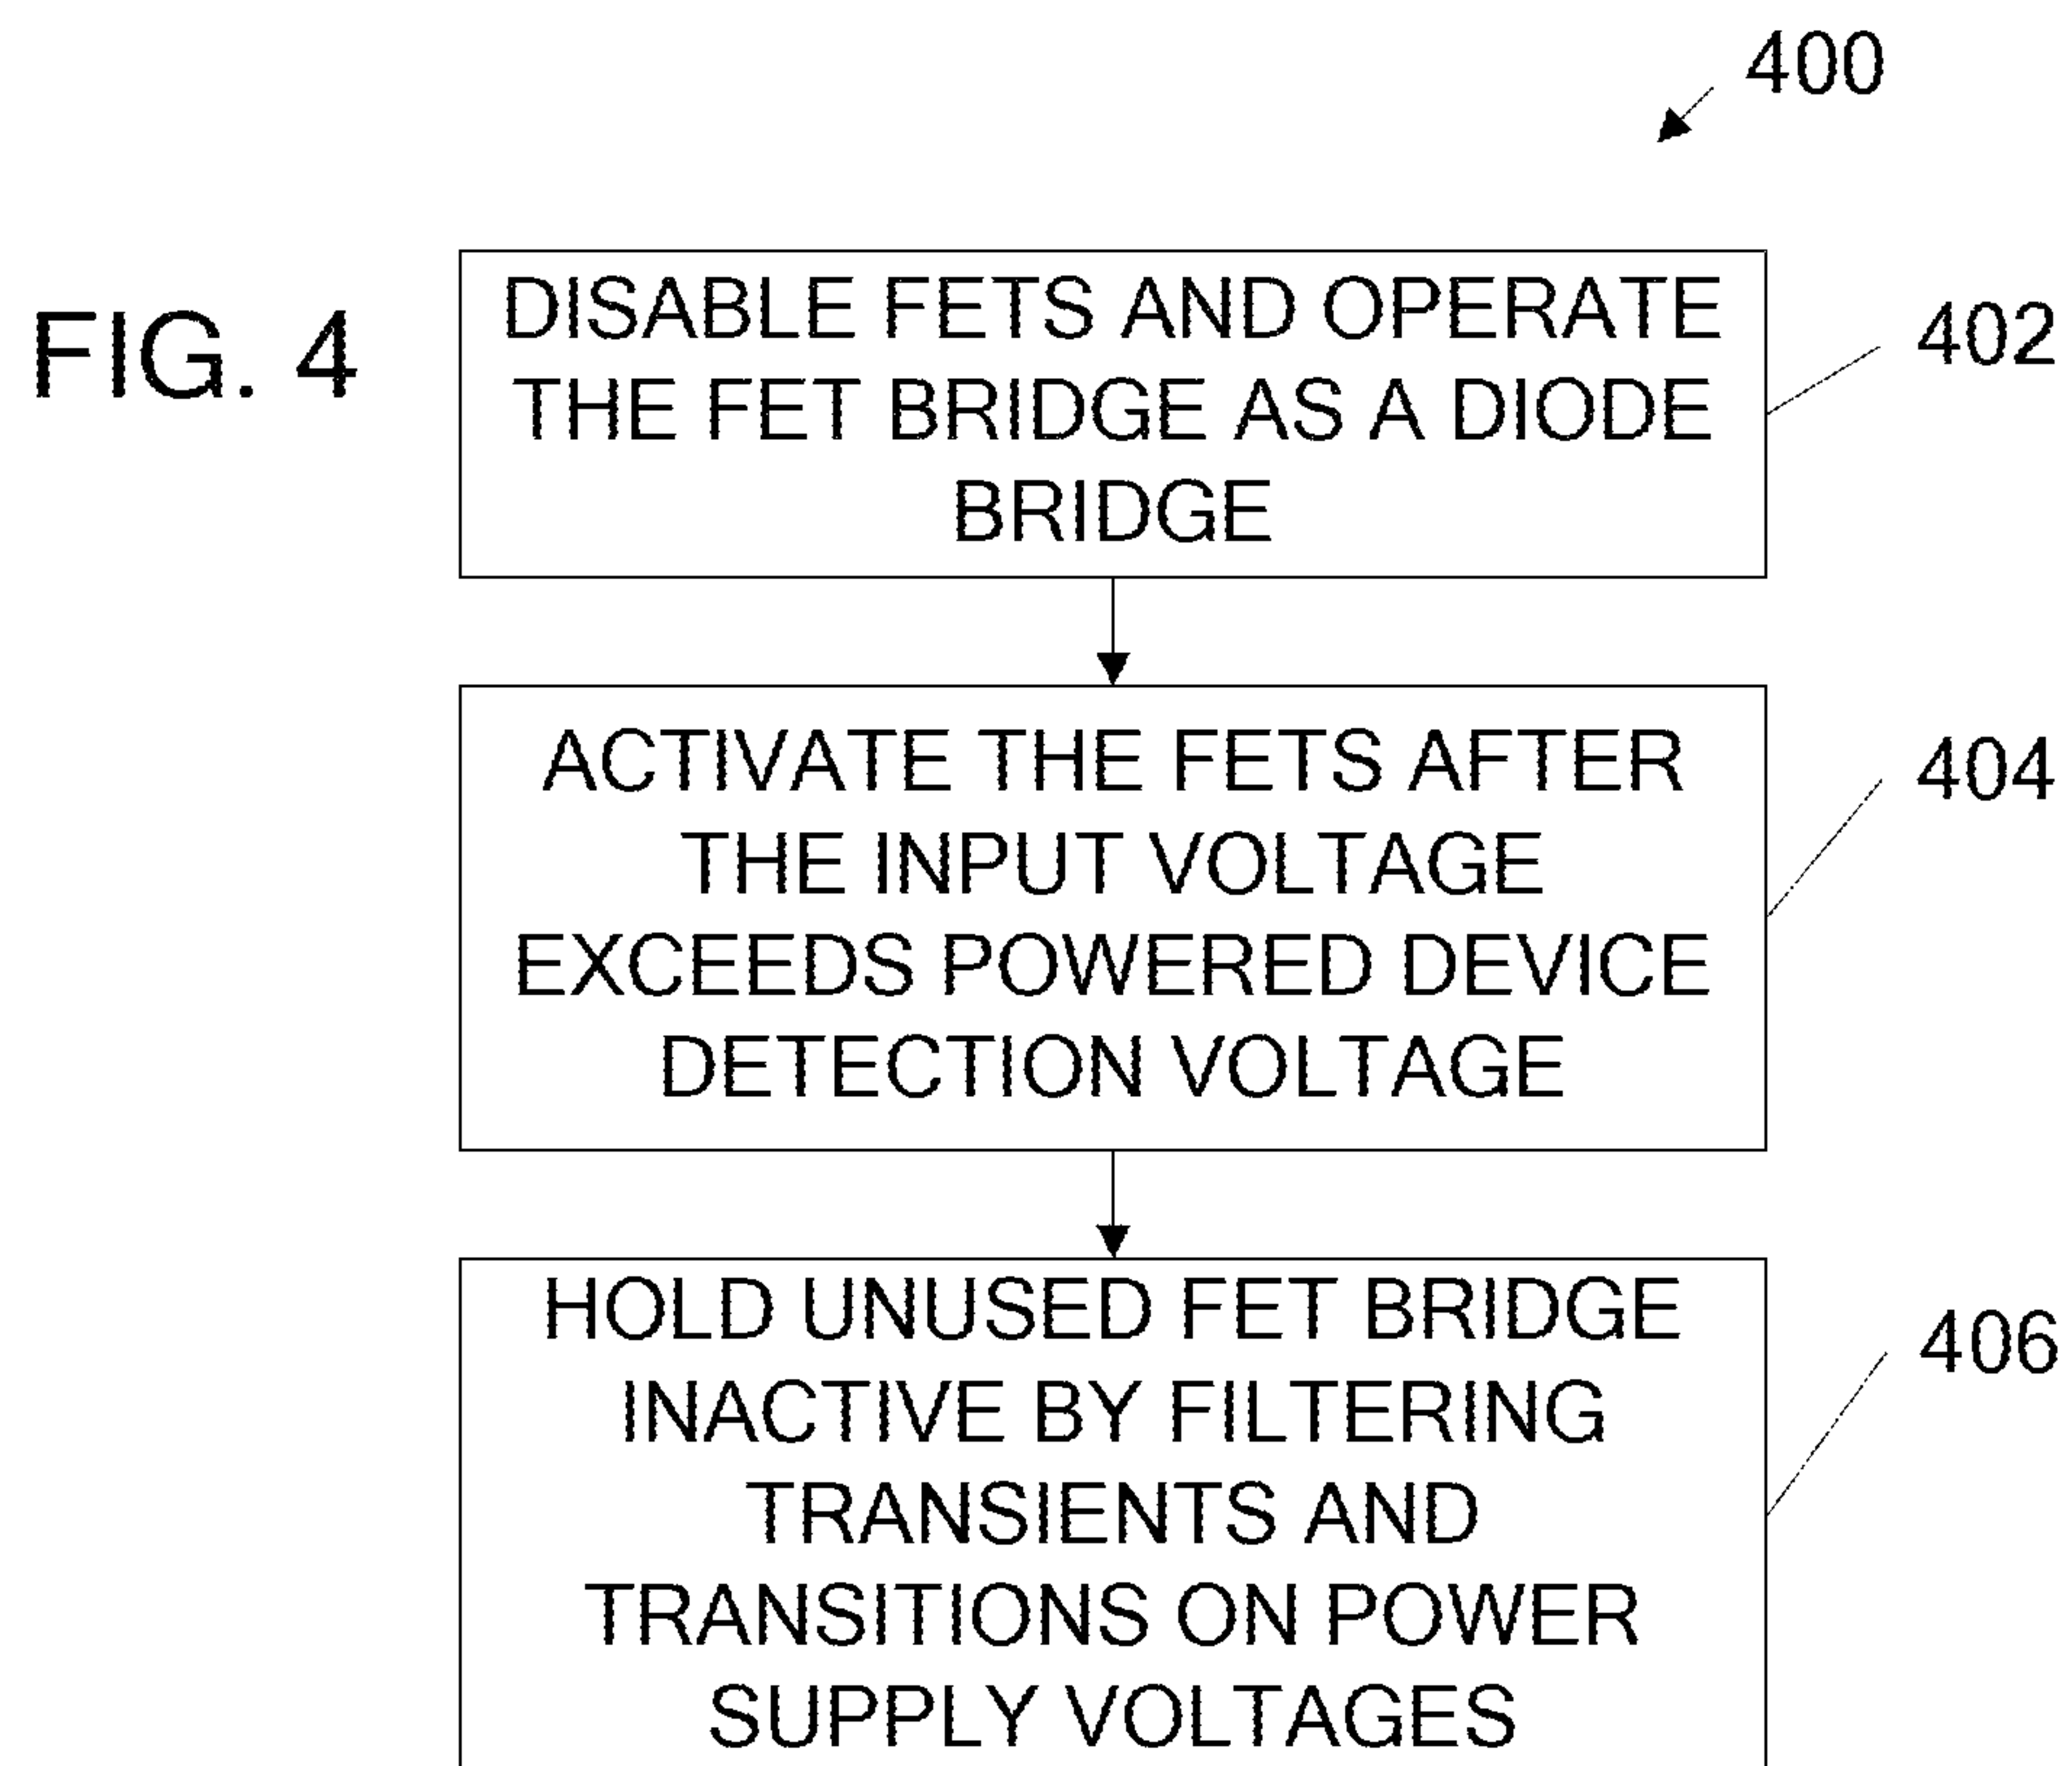 400
FIG. 4
DISABLE FETS AND OPERATE
THE FET BRIDGE AS A DIODE
BRIDGE
402
ACTIVATE THE FETS AFTER
THE INPUT VOLTAGE
EXCEEDS POWERED DEVICE
DETECTION VOLTAGE
404
HOLD UNUSED FET BRIDGE
INACTIVE BY FILTERING
TRANSIENTS AND
TRANSITIONS ON POWER
SUPPLY VOLTAGES
406